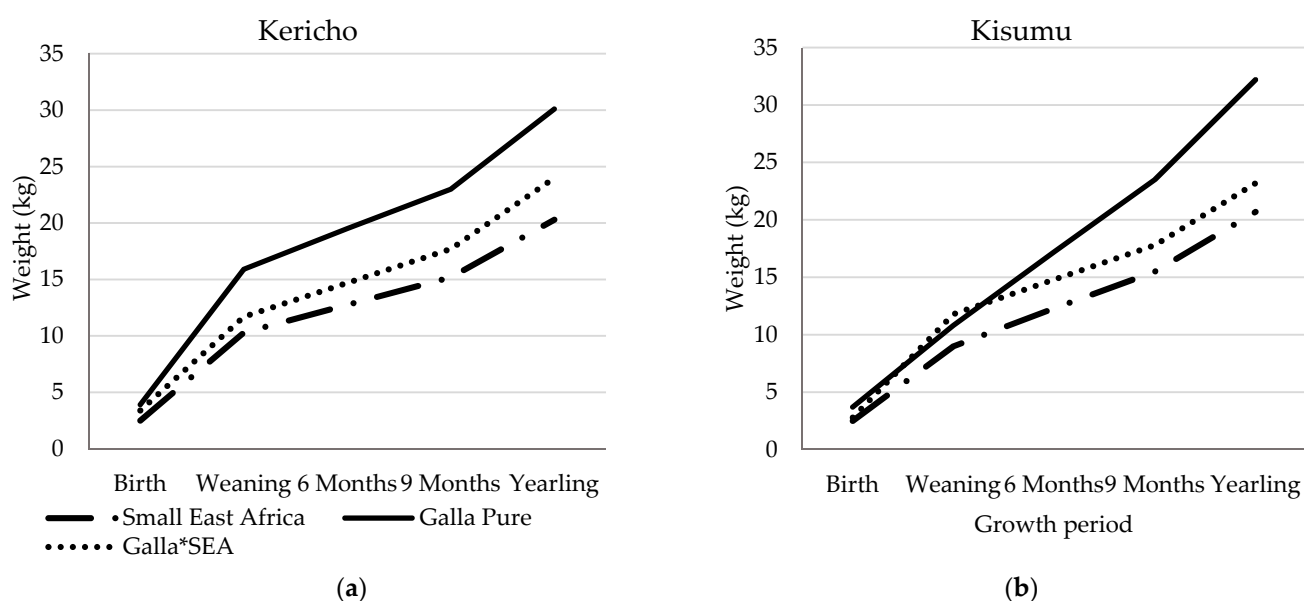 Kericho
35
30
25
20
15
10
5
0
Weight (kg)
Birth Weaning 6 Months 9 Months Yearling
Small East Africa Galla Pure
Galla*SEA
(a)
Kisumu
35
30
25
20
15
10
5
0
Weight (kg)
Birth Weaning 6 Months 9 Months Yearling
Growth period
(b)